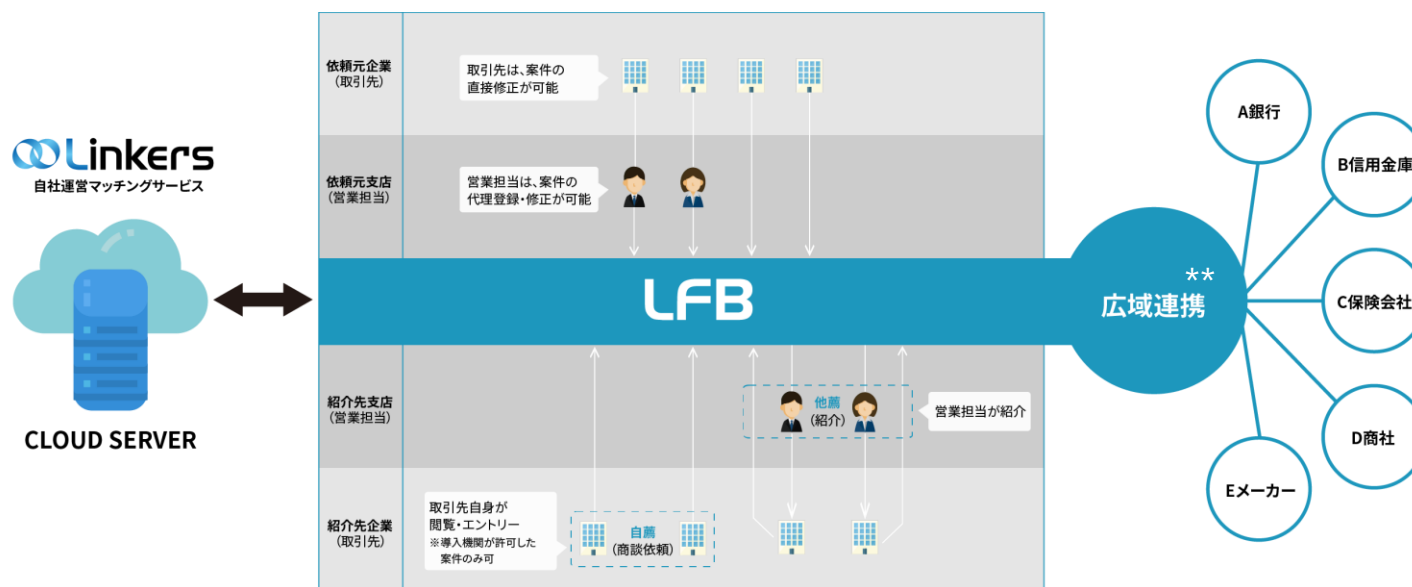 Linkers
自社運営マッチングサービス
CLOUD SERVER
依頼元企業
(取引先)
取引先は、案件の
直接修正が可能
依頼元支店
(営業担当)
営業担当は、案件の
代理登録・修正が可能
LFB
広域連携**
紹介先支店
(営業担当)
他薦
(紹介)
営業担当が紹介
紹介先企業
(取引先)
取引先自身が
閲覧・エントリー
※導入機関が許可した
案件のみ可
自薦
(商談依頼)
A銀行
B信用金庫
C保険会社
D商社
Eメーカー